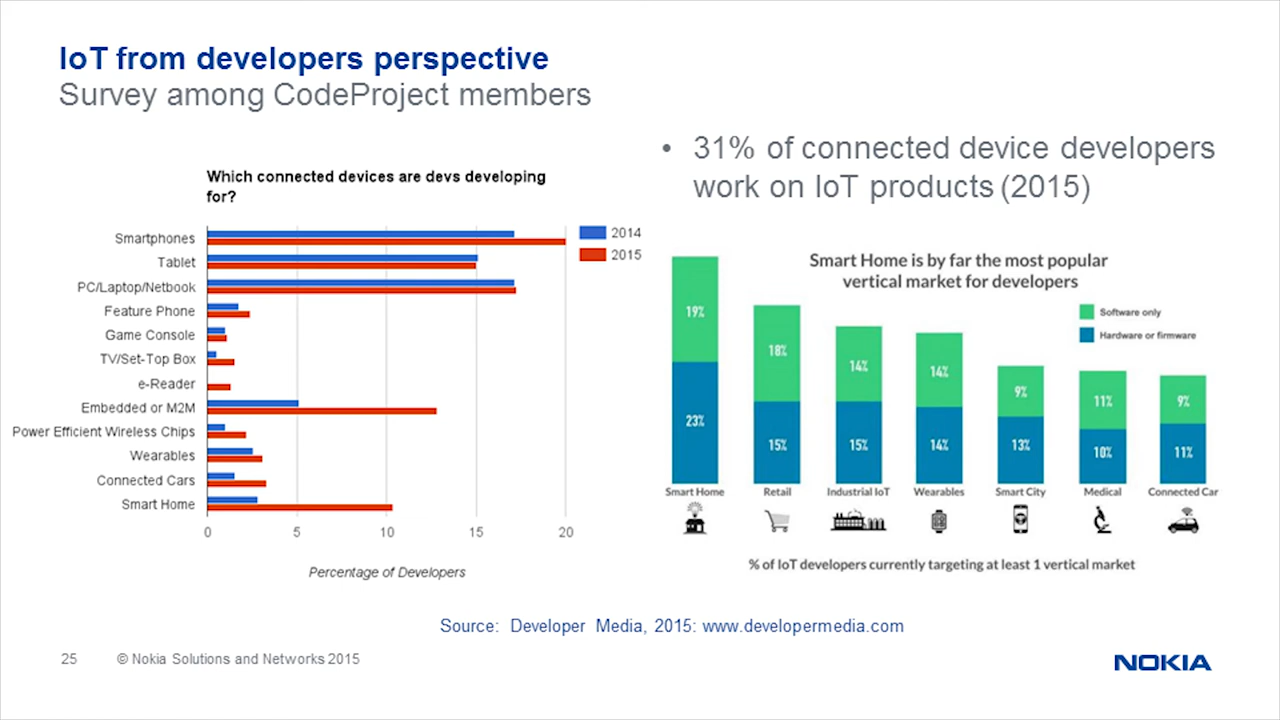 IoT from developers perspective
Survey among CodeProject members
• 31% of connected device developers
work on IoT products (2015)
Which connected devices are devs developing
for?
2014
2015
Smartphones
Tablet
PC/Laptop/Netbook
Feature Phone
Game Console
TV/Set-Top Box
e-Reader
Embedded or M2M
Power Efficient Wireless Chips
Wearables
Connected Cars
Smart Home
0 5 10 15 20
Percentage of Developers
Smart Home is by far the most popular
vertical market for developers
Software only
Hardware or firmware
19% 18% 14% 14% 9% 11% 9%
23% 15% 15% 14% 13% 10% 11%
Smart Home Retail Industrial IoT Wearables Smart City Medical Connected Car
% of IoT developers currently targeting at least 1 vertical market
Source: Developer Media, 2015: www.developermedia.com
25 © Nokia Solutions and Networks 2015
NOKIA